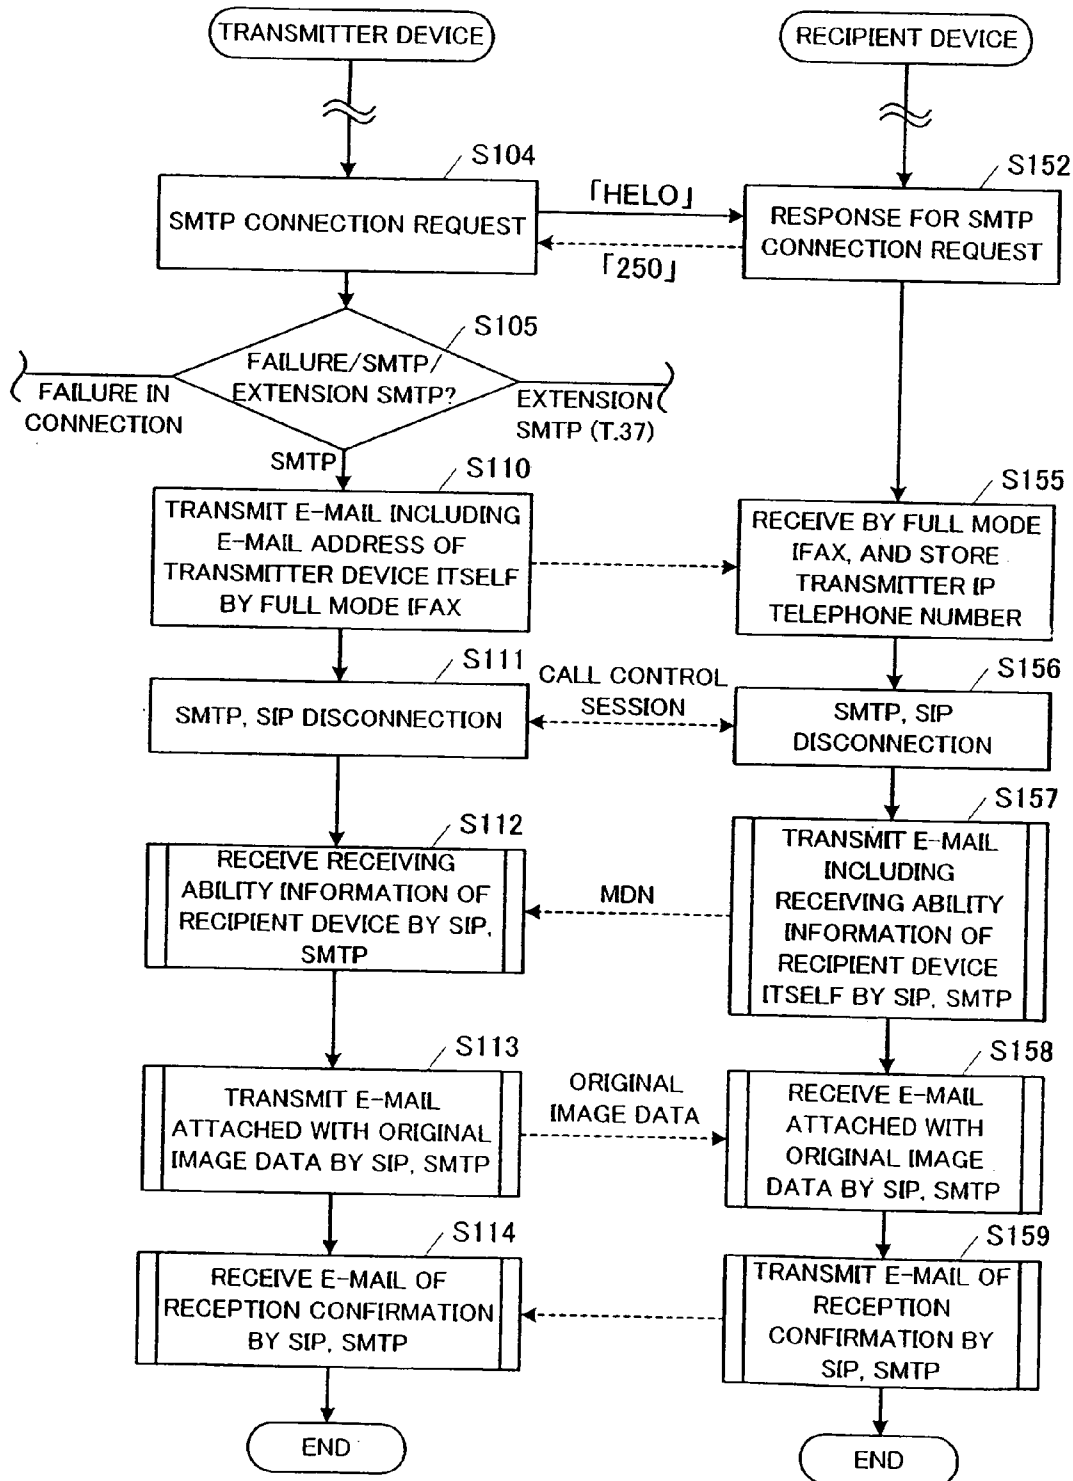 TRANSMITTER DEVICE
RECIPIENT DEVICE
S104
SMTP CONNECTION REQUEST
「HELO」
「250」
S152
RESPONSE FOR SMTP
CONNECTION REQUEST
S105
FAILURE/SMTP/
EXTENSION SMTP?
FAILURE IN
CONNECTION
EXTENSION
SMTP (T.37)
SMTP
S110
TRANSMIT E-MAIL INCLUDING
E-MAIL ADDRESS OF
TRANSMITTER DEVICE ITSELF
BY FULL MODE IFAX
S155
RECEIVE BY FULL MODE
IFAX, AND STORE
TRANSMITTER IP
TELEPHONE NUMBER
S111
SMTP, SIP DISCONNECTION
CALL CONTROL
SESSION
S156
SMTP, SIP
DISCONNECTION
S112
RECEIVE RECEIVING
ABILITY INFORMATION OF
RECIPIENT DEVICE BY SIP,
SMTP
MDN
S157
TRANSMIT E-MAIL
INCLUDING
RECEIVING ABILITY
INFORMATION OF
RECIPIENT DEVICE
ITSELF BY SIP, SMTP
S113
TRANSMIT E-MAIL
ATTACHED WITH ORIGINAL
IMAGE DATA BY SIP, SMTP
ORIGINAL
IMAGE DATA
S158
RECEIVE E-MAIL
ATTACHED WITH
ORIGINAL IMAGE
DATA BY SIP, SMTP
S114
RECEIVE E-MAIL OF
RECEPTION CONFIRMATION
BY SIP, SMTP
S159
TRANSMIT E-MAIL OF
RECEPTION
CONFIRMATION BY
SIP, SMTP
END
END